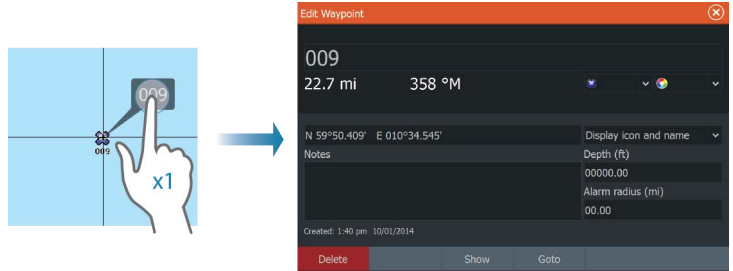 009
009
x1
Edit Waypoint
009
22.7 mi 358 °M
N 59°50.409' E 010°34.545' Display icon and name
Notes Depth (ft)
00000.00
Alarm radius (mi)
00.00
Created: 1:40 pm 10/01/2014
Delete Show Goto